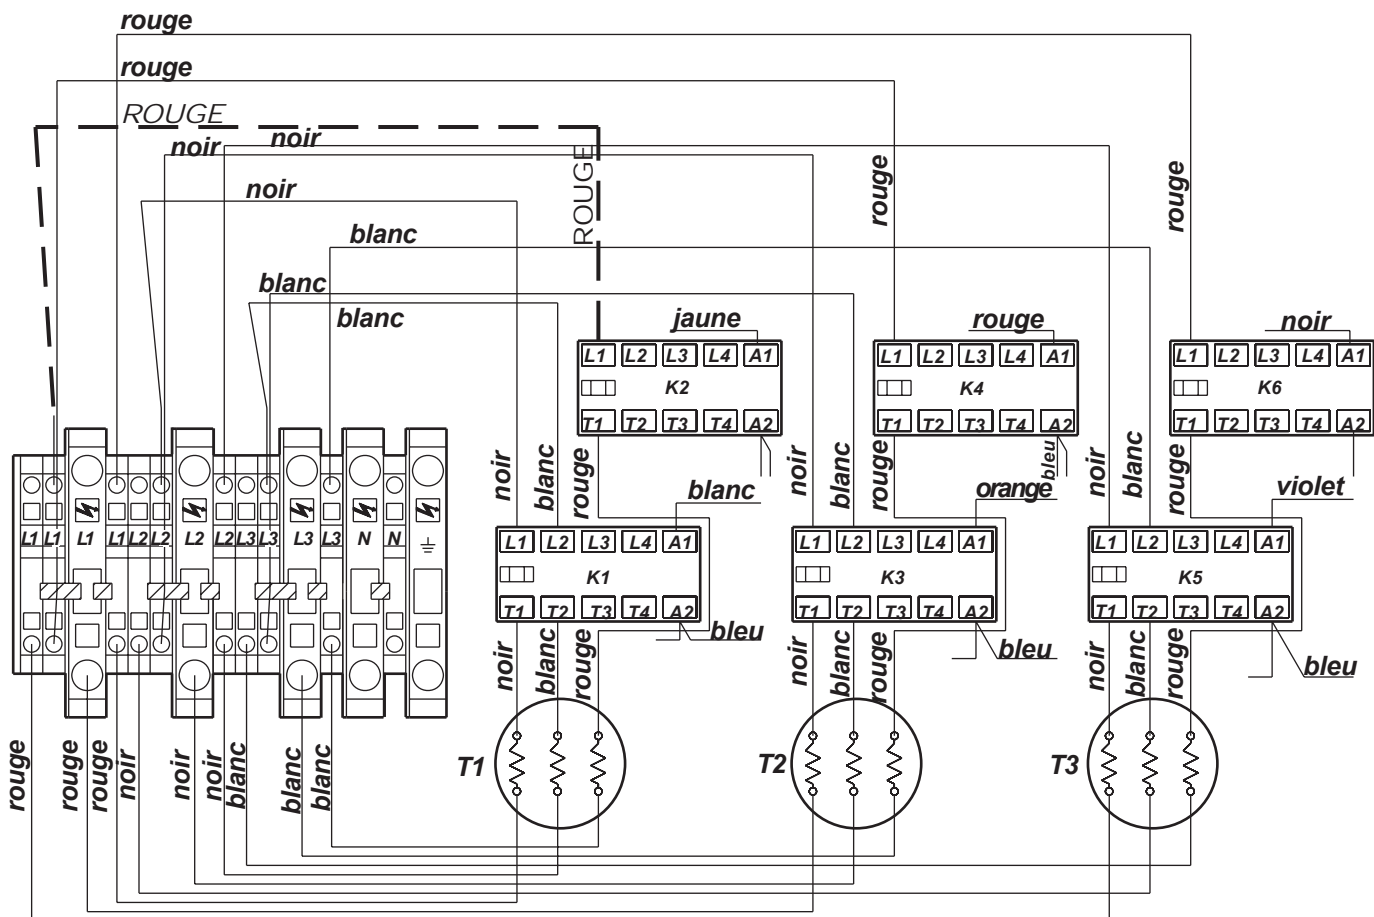 rouge
rouge
ROUGE
noir noir
noir
ROUGE
rouge
rouge
blanc
blanc
blanc
jaune
rouge
noir
L1 L2 L3 L4 A1
K2
T1 T2 T3 T4 A2
L1 L2 L3 L4 A1
K4
T1 T2 T3 T4 A2
L1 L2 L3 L4 A1
K6
T1 T2 T3 T4 A2
noir
blanc
rouge
noir
blanc
rouge
bleu
noir
blanc
rouge
blanc
orange
violet
L1 L1 L1 L1 L2 L2 L2 L2 L3 L3 L3 L3 N N
L1 L2 L3 L4 A1
K1
T1 T2 T3 T4 A2
L1 L2 L3 L4 A1
K3
T1 T2 T3 T4 A2
L1 L2 L3 L4 A1
K5
T1 T2 T3 T4 A2
bleu
bleu
bleu
noir
blanc
rouge
noir
blanc
rouge
noir
blanc
rouge
rouge
rouge
rouge
noir
noir
noir
blanc
blanc
blanc
T1
T2
T3